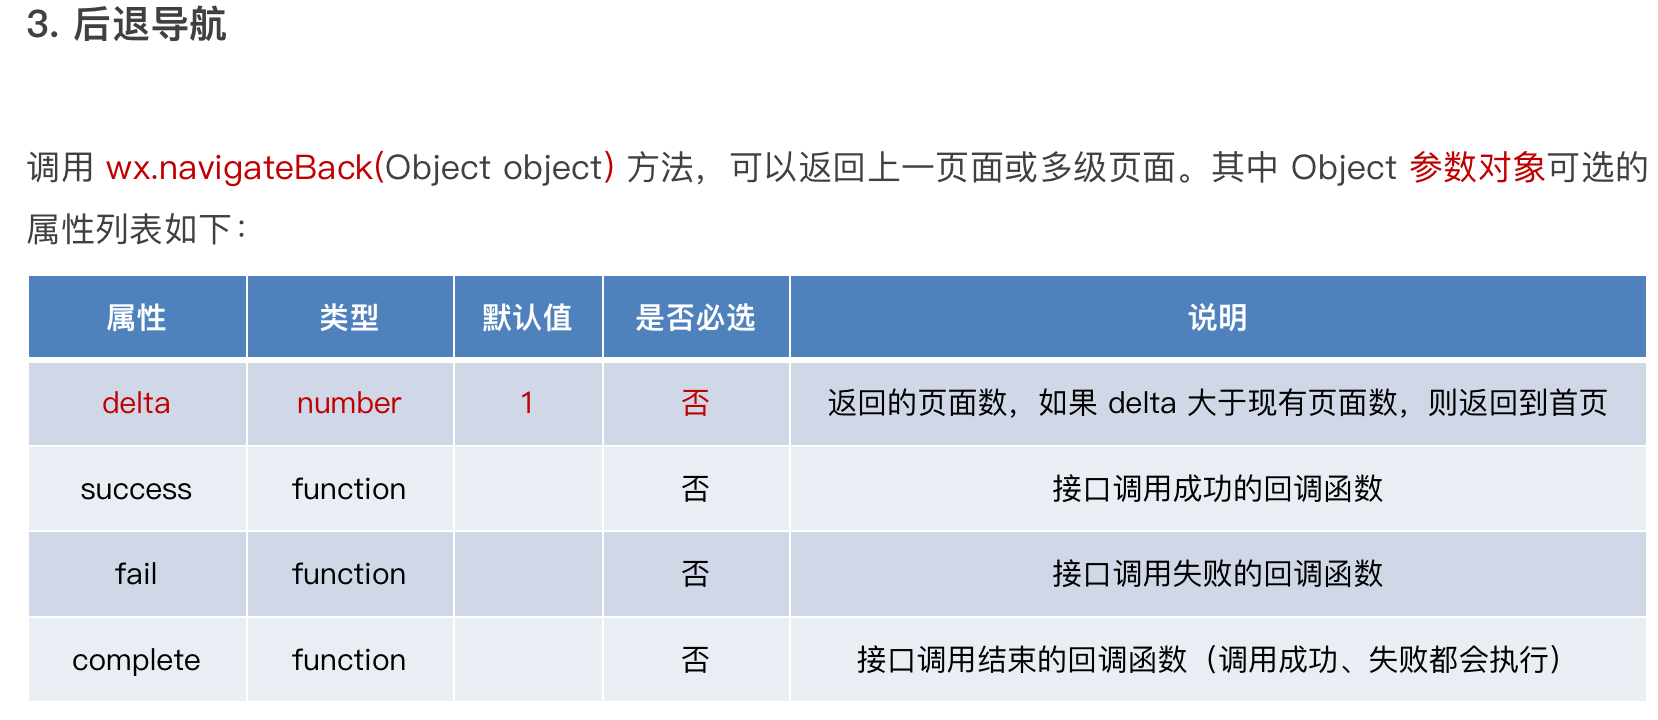 3. 后退导航
调用 wx.navigateBack(Object object) 方法，可以返回上一页面或多级页面。其中 Object 参数对象可选的
属性列表如下：
属性 类型 默认值 是否必选 说明
delta number 1 否 返回的页面数，如果 delta 大于现有页面数，则返回到首页
success function 否 接口调用成功的回调函数
fail function 否 接口调用失败的回调函数
complete function 否 接口调用结束的回调函数（调用成功、失败都会执行）